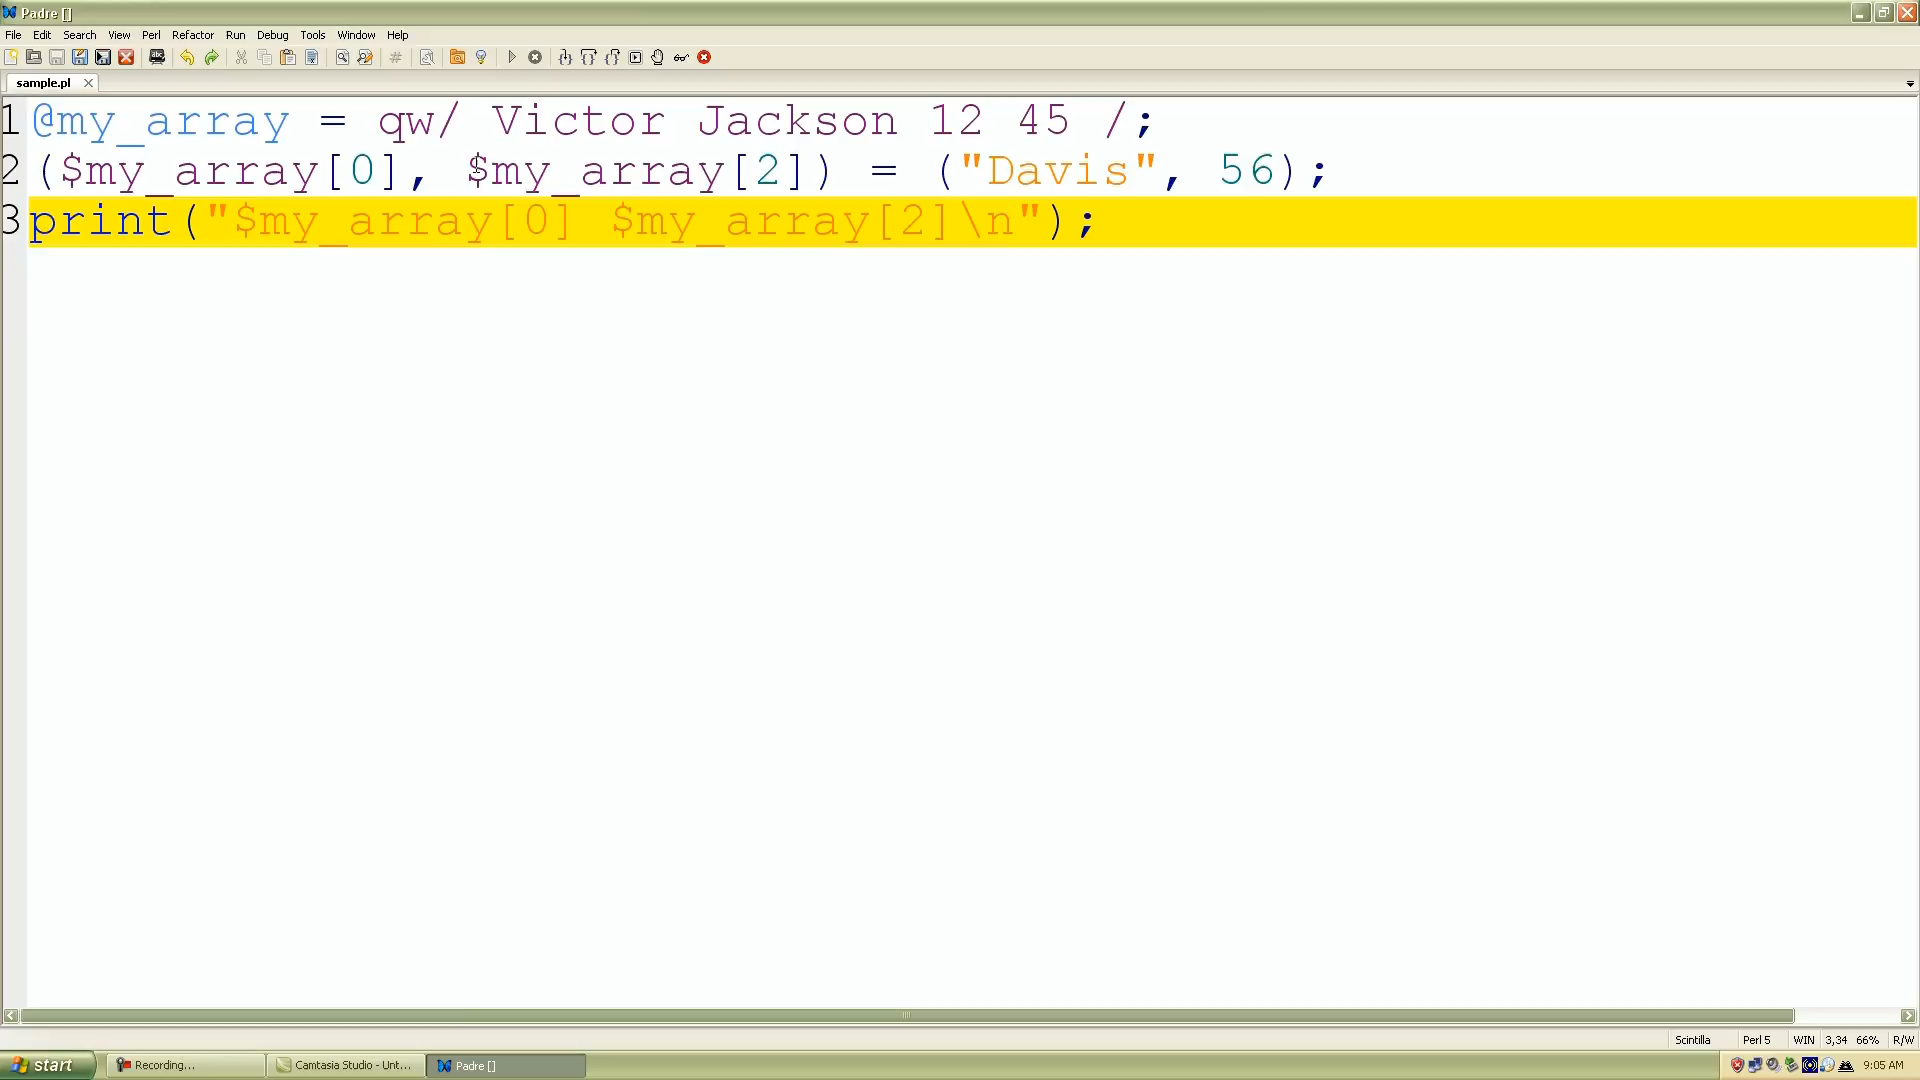 Padre []
File Edit Search View Perl Refactor Run Debug Tools Window Help
sample.pl
1 @my_array = qw/ Victor Jackson 12 45 /;
2 ($my_array[0], $my_array[2]) = ("Davis", 56);
3 print("$my_array[0] $my_array[2]\n");
Scintilla Perl 5 WIN 3,34 66% R/W
start Recording... Camtasia Studio - Unt... Padre [] 9:05 AM